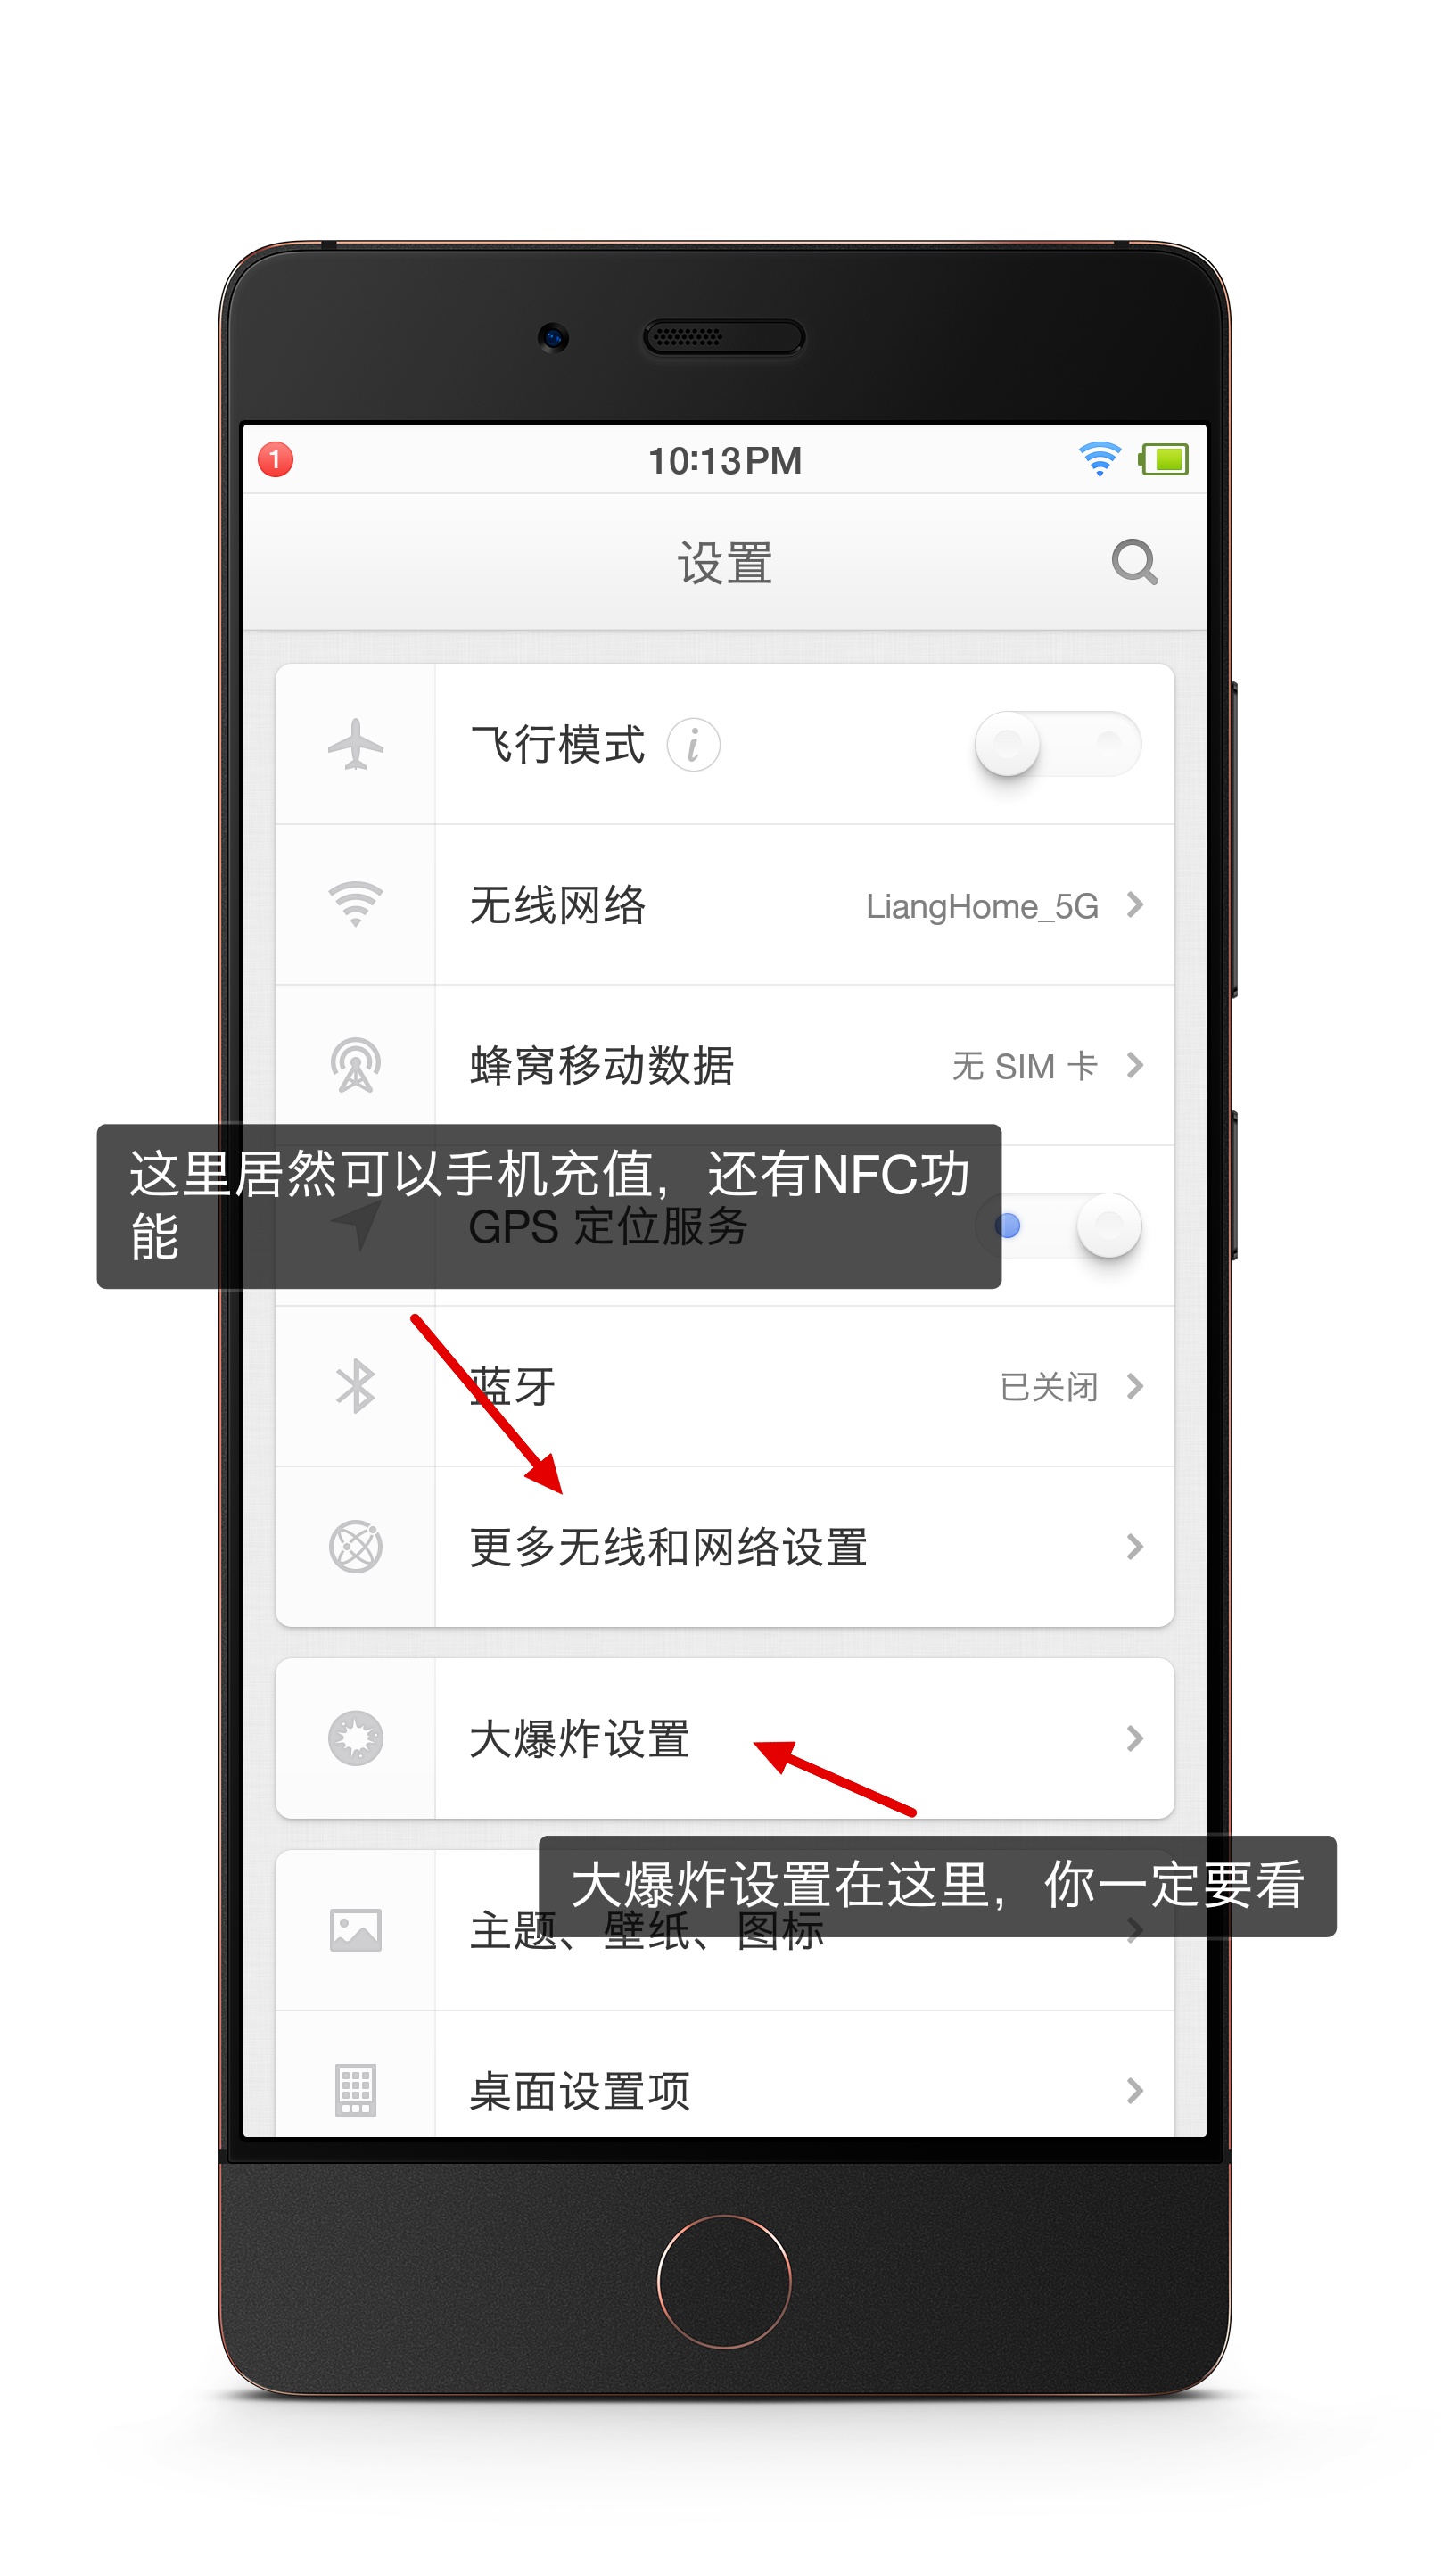 1
10:13PM
设置
飞行模式 i
无线网络 LiangHome_5G
蜂窝移动数据 无 SIM 卡
这里居然可以手机充值，还有NFC功
能
GPS 定位服务
蓝牙 已关闭
更多无线和网络设置
大爆炸设置
大爆炸设置在这里，你一定要看
主题、壁纸、图标
桌面设置项